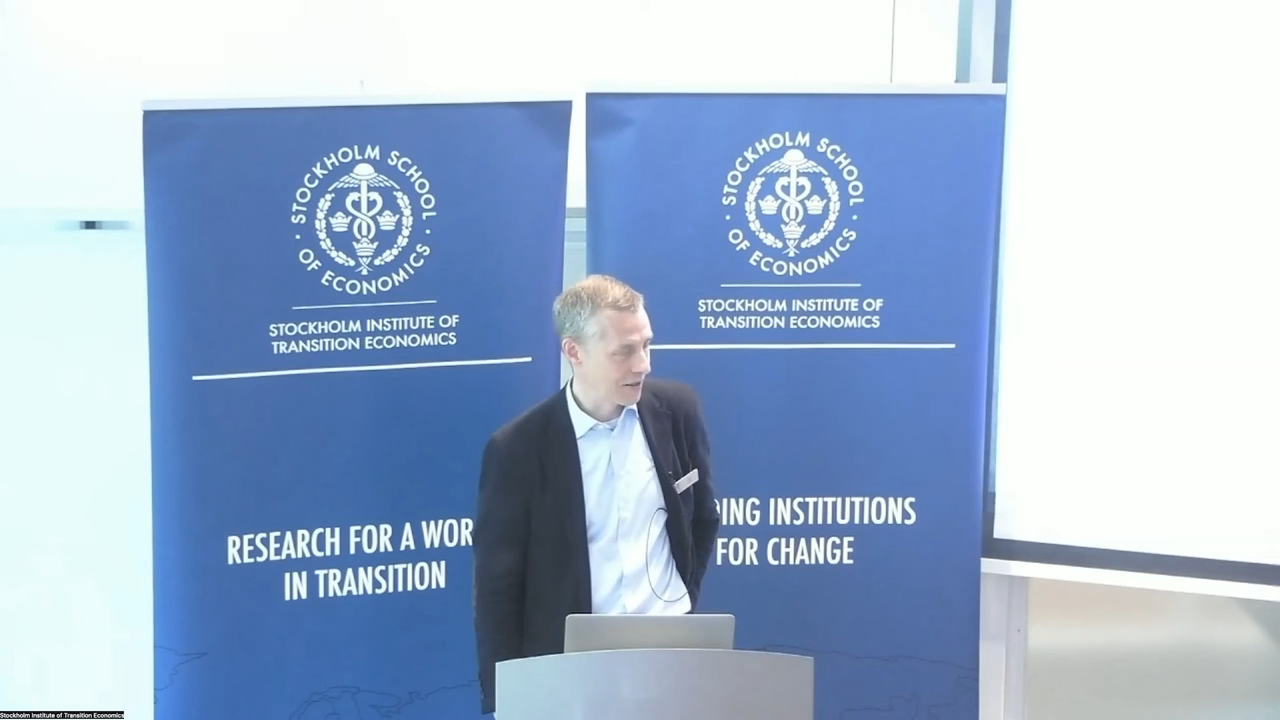 STOCKHOLM SCHOOL
· OF ECONOMICS ·
STOCKHOLM INSTITUTE OF
TRANSITION ECONOMICS
RESEARCH FOR A WOR
IN TRANSITION
STOCKHOLM SCHOOL
· OF ECONOMICS ·
STOCKHOLM INSTITUTE OF
TRANSITION ECONOMICS
DING INSTITUTIONS
FOR CHANGE
Stockholm Institute of Transition Economics